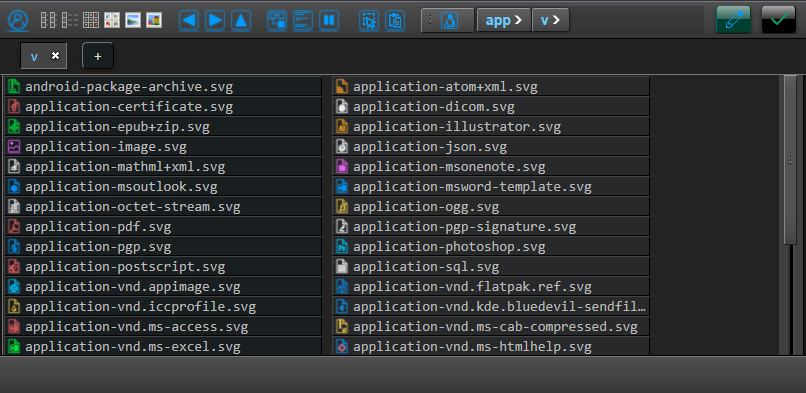 app > v >
v ×
+
android-package-archive.svg application-atom+xml.svg
application-certificate.svg application-dicom.svg
application-epub+zip.svg application-illustrator.svg
application-image.svg application-json.svg
application-mathml+xml.svg application-msonenote.svg
application-msoutlook.svg application-msword-template.svg
application-octet-stream.svg application-ogg.svg
application-pdf.svg application-pgp-signature.svg
application-pgp.svg application-photoshop.svg
application-postscript.svg application-sql.svg
application-vnd.appimage.svg application-vnd.flatpak.ref.svg
application-vnd.iccprofile.svg application-vnd.kde.bluedevil-sendfil...
application-vnd.ms-access.svg application-vnd.ms-cab-compressed.svg
application-vnd.ms-excel.svg application-vnd.ms-htmlhelp.svg